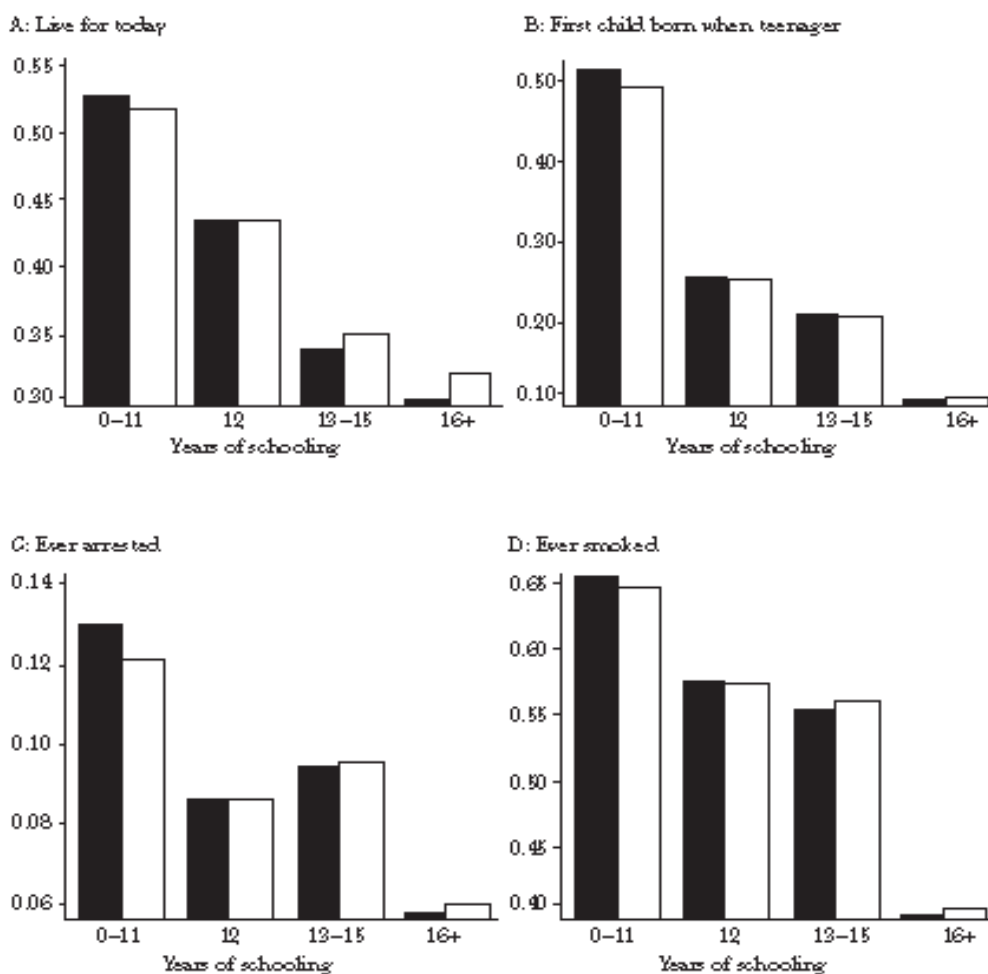 A: Live for today
0.55
0.50
0.45
0.40
0.35
0.30
0–11 12 13–15 16+
Years of schooling
B: First child born when teenager
0.50
0.40
0.30
0.20
0.10
0–11 12 13–15 16+
Years of schooling
C: Ever arrested
0.14
0.12
0.10
0.08
0.06
0–11 12 13–15 16+
Years of schooling
D: Ever smoked
0.65
0.60
0.55
0.50
0.45
0.40
0–11 12 13–15 16+
Years of schooling